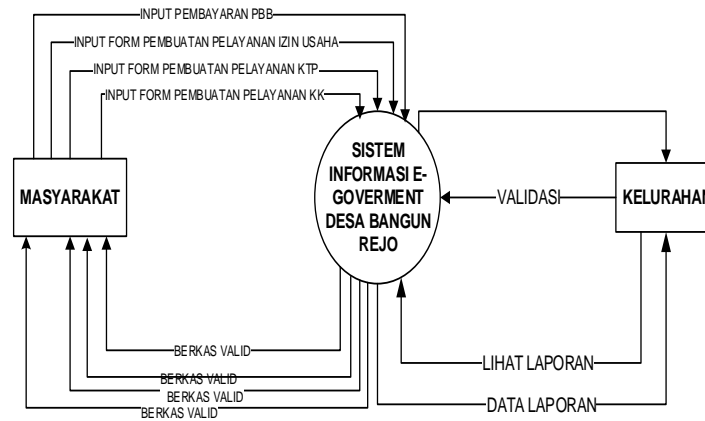 INPUT PEMBAYARAN PBB
INPUT FORM PEMBUATAN PELAYANAN IZIN USAHA
INPUT FORM PEMBUATAN PELAYANAN KTP
INPUT FORM PEMBUATAN PELAYANAN KK
MASYARAKAT
SISTEM
INFORMASI E-
GOVERMENT
DESA BANGUN
REJO
VALIDASI
KELURAHAN
BERKAS VALID
BERKAS VALID
BERKAS VALID
BERKAS VALID
LIHAT LAPORAN
DATA LAPORAN